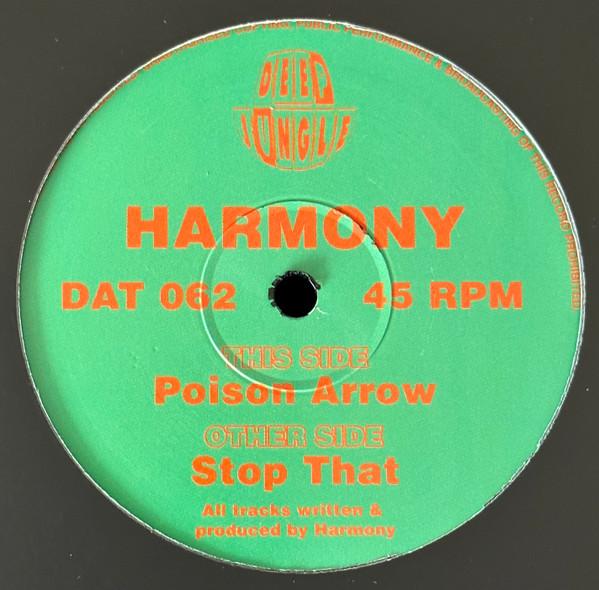 COPYING PUBLIC PERFORMANCE & BROADCASTING OF THIS RECORD PROHIBITED
DEEP
JUNGLE
HARMONY
DAT 062
45 RPM
THIS SIDE
Poison Arrow
OTHER SIDE
Stop That
All tracks written &
produced by Harmony